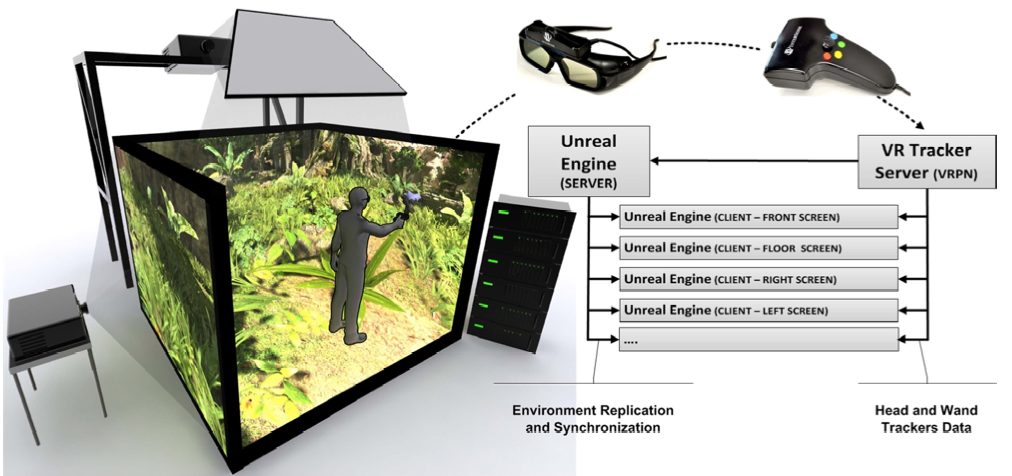 Unreal
Engine
(SERVER)
VR Tracker
Server (VRPN)
Unreal Engine (CLIENT – FRONT SCREEN)
Unreal Engine (CLIENT – FLOOR SCREEN)
Unreal Engine (CLIENT – RIGHT SCREEN)
Unreal Engine (CLIENT – LEFT SCREEN)
....
Environment Replication
and Synchronization
Head and Wand
Trackers Data